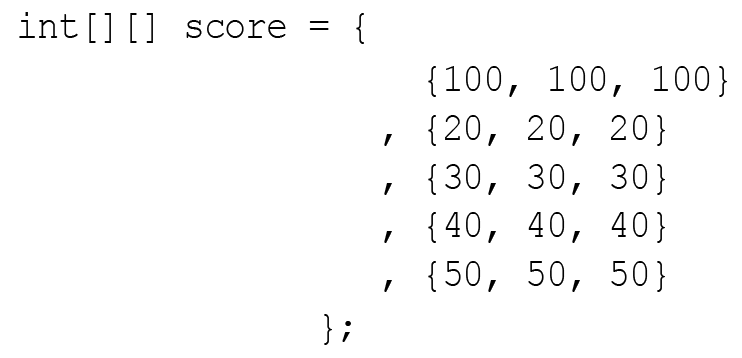 int[][] score = {
{100, 100, 100}
, {20, 20, 20}
, {30, 30, 30}
, {40, 40, 40}
, {50, 50, 50}
};